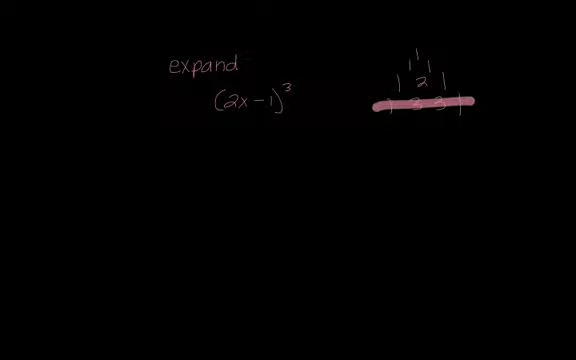 expand
(2x - 1)³
1
1 1
1 2 1
1 3 3 1